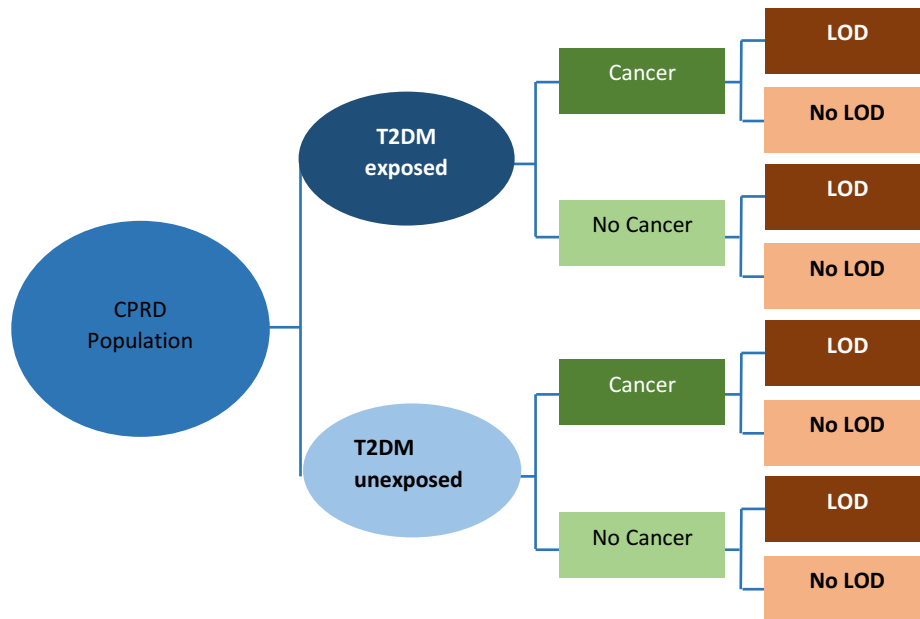 CPRD
Population
T2DM
exposed
Cancer
LOD
No LOD
No Cancer
LOD
No LOD
T2DM
unexposed
Cancer
LOD
No LOD
No Cancer
LOD
No LOD